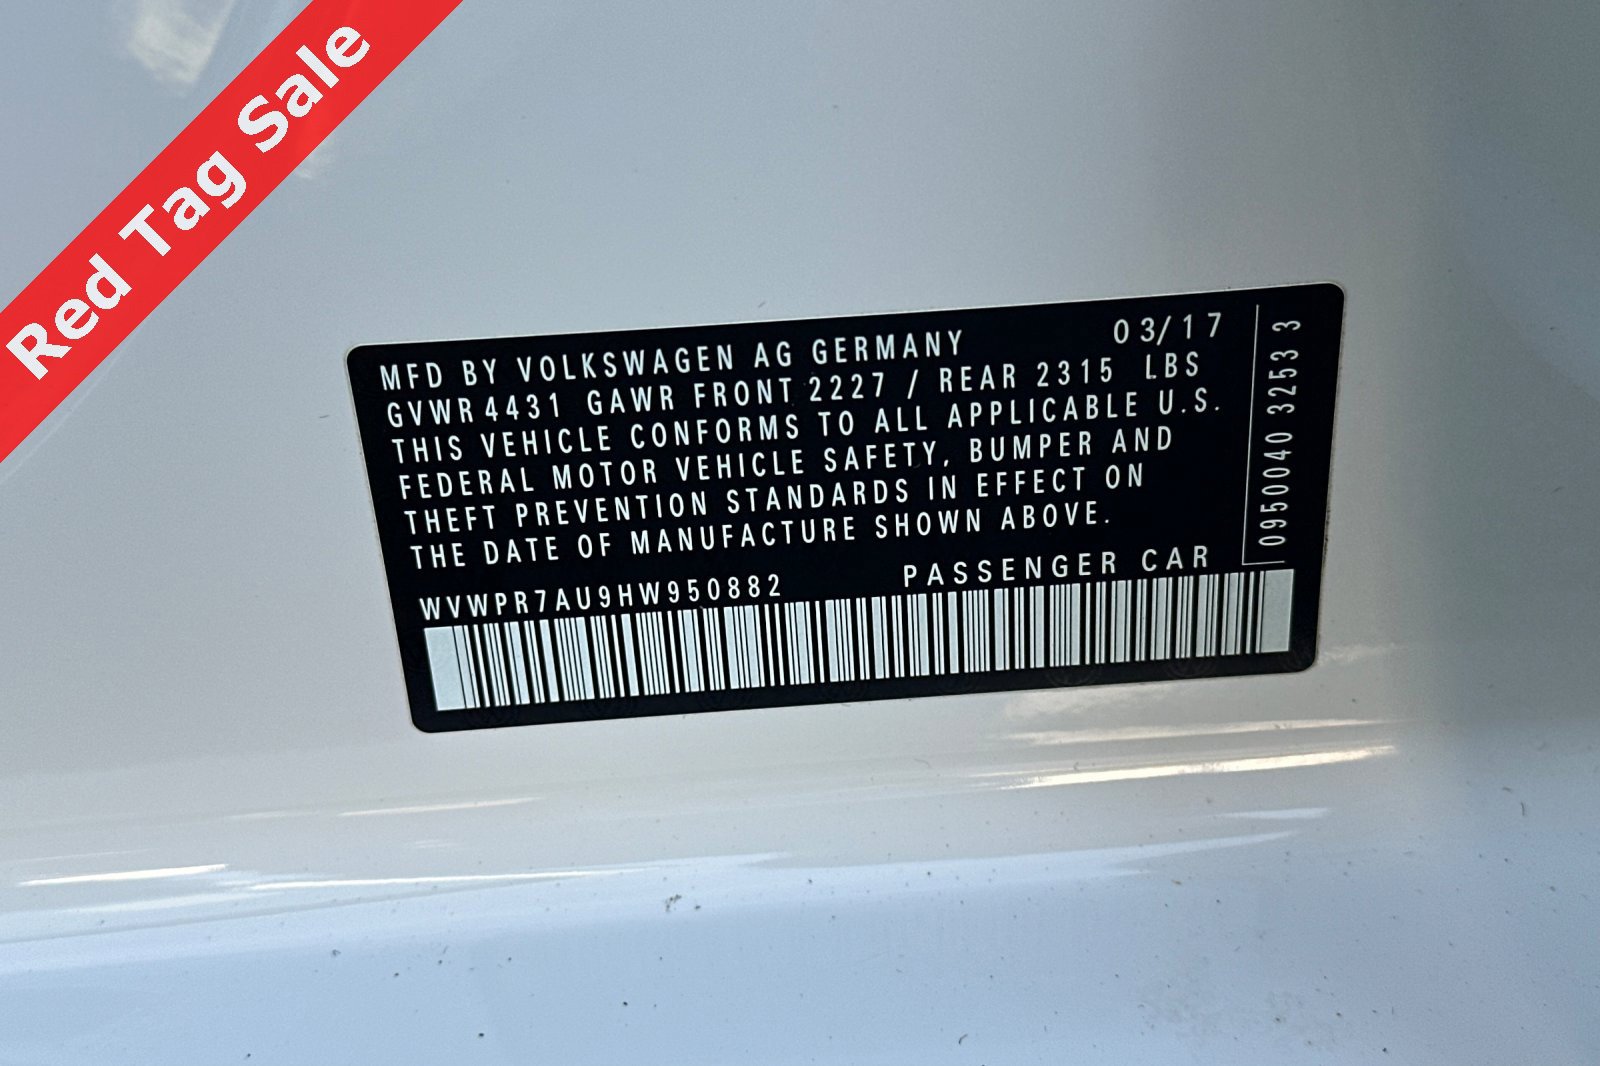 Red Tag Sale
MFD BY VOLKSWAGEN AG GERMANY 03/17
GVWR 4431 GAWR FRONT 2227 / REAR 2315 LBS
THIS VEHICLE CONFORMS TO ALL APPLICABLE U.S.
FEDERAL MOTOR VEHICLE SAFETY, BUMPER AND
THEFT PREVENTION STANDARDS IN EFFECT ON
THE DATE OF MANUFACTURE SHOWN ABOVE.
WVWPR7AU9HW950882 PASSENGER CAR
0950040 3253 3